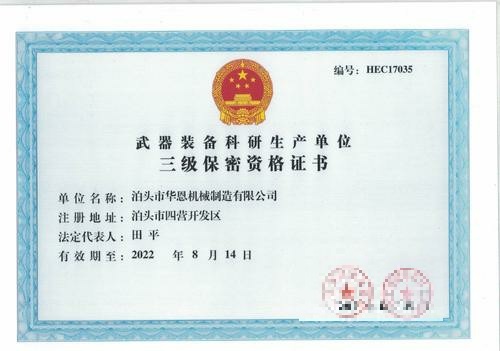 编号：HEC17035
武器装备科研生产单位
三级保密资格证书
单位名称：泊头市华恩机械制造有限公司
注册地址：泊头市四营开发区
法定代表人：田平
有效期至：2022 年 8 月 14 日